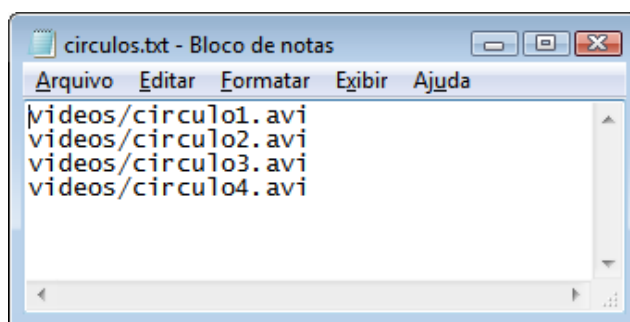 circulos.txt - Bloco de notas
Arquivo Editar Formatar Exibir Ajuda
videos/circulo1.avi
videos/circulo2.avi
videos/circulo3.avi
videos/circulo4.avi